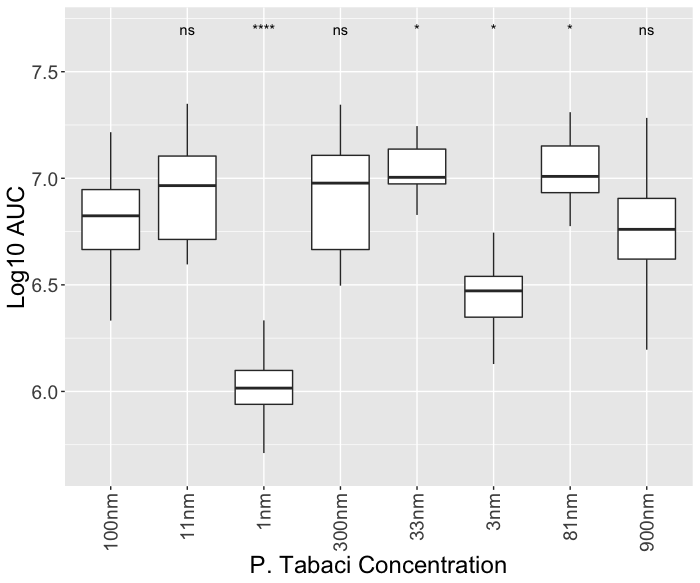 ns **** ns * * * ns
7.5
7.0
6.5
6.0
Log10 AUC
100nm 11nm 1nm 300nm 33nm 3nm 81nm 900nm
P. Tabaci Concentration